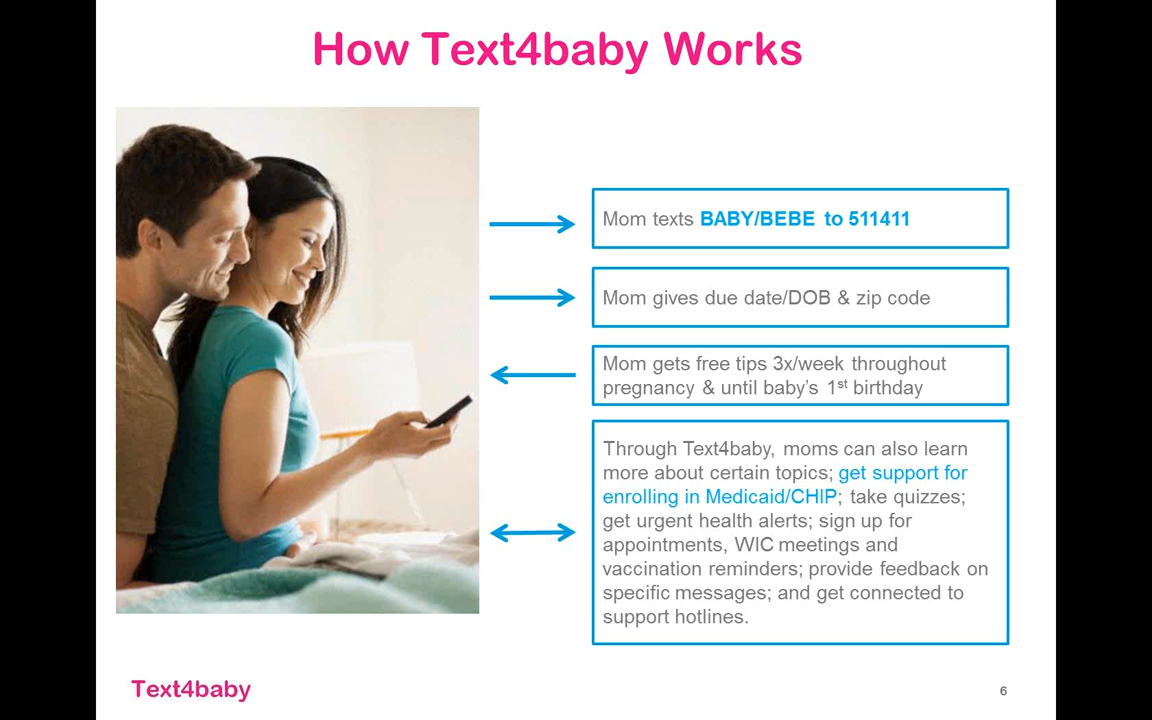 How Text4baby Works
Mom texts BABY/BEBE to 511411
Mom gives due date/DOB & zip code
Mom gets free tips 3x/week throughout
pregnancy & until baby's 1st birthday
Through Text4baby, moms can also learn
more about certain topics; get support for
enrolling in Medicaid/CHIP; take quizzes;
get urgent health alerts; sign up for
appointments, WIC meetings and
vaccination reminders; provide feedback on
specific messages; and get connected to
support hotlines.
Text4baby
6